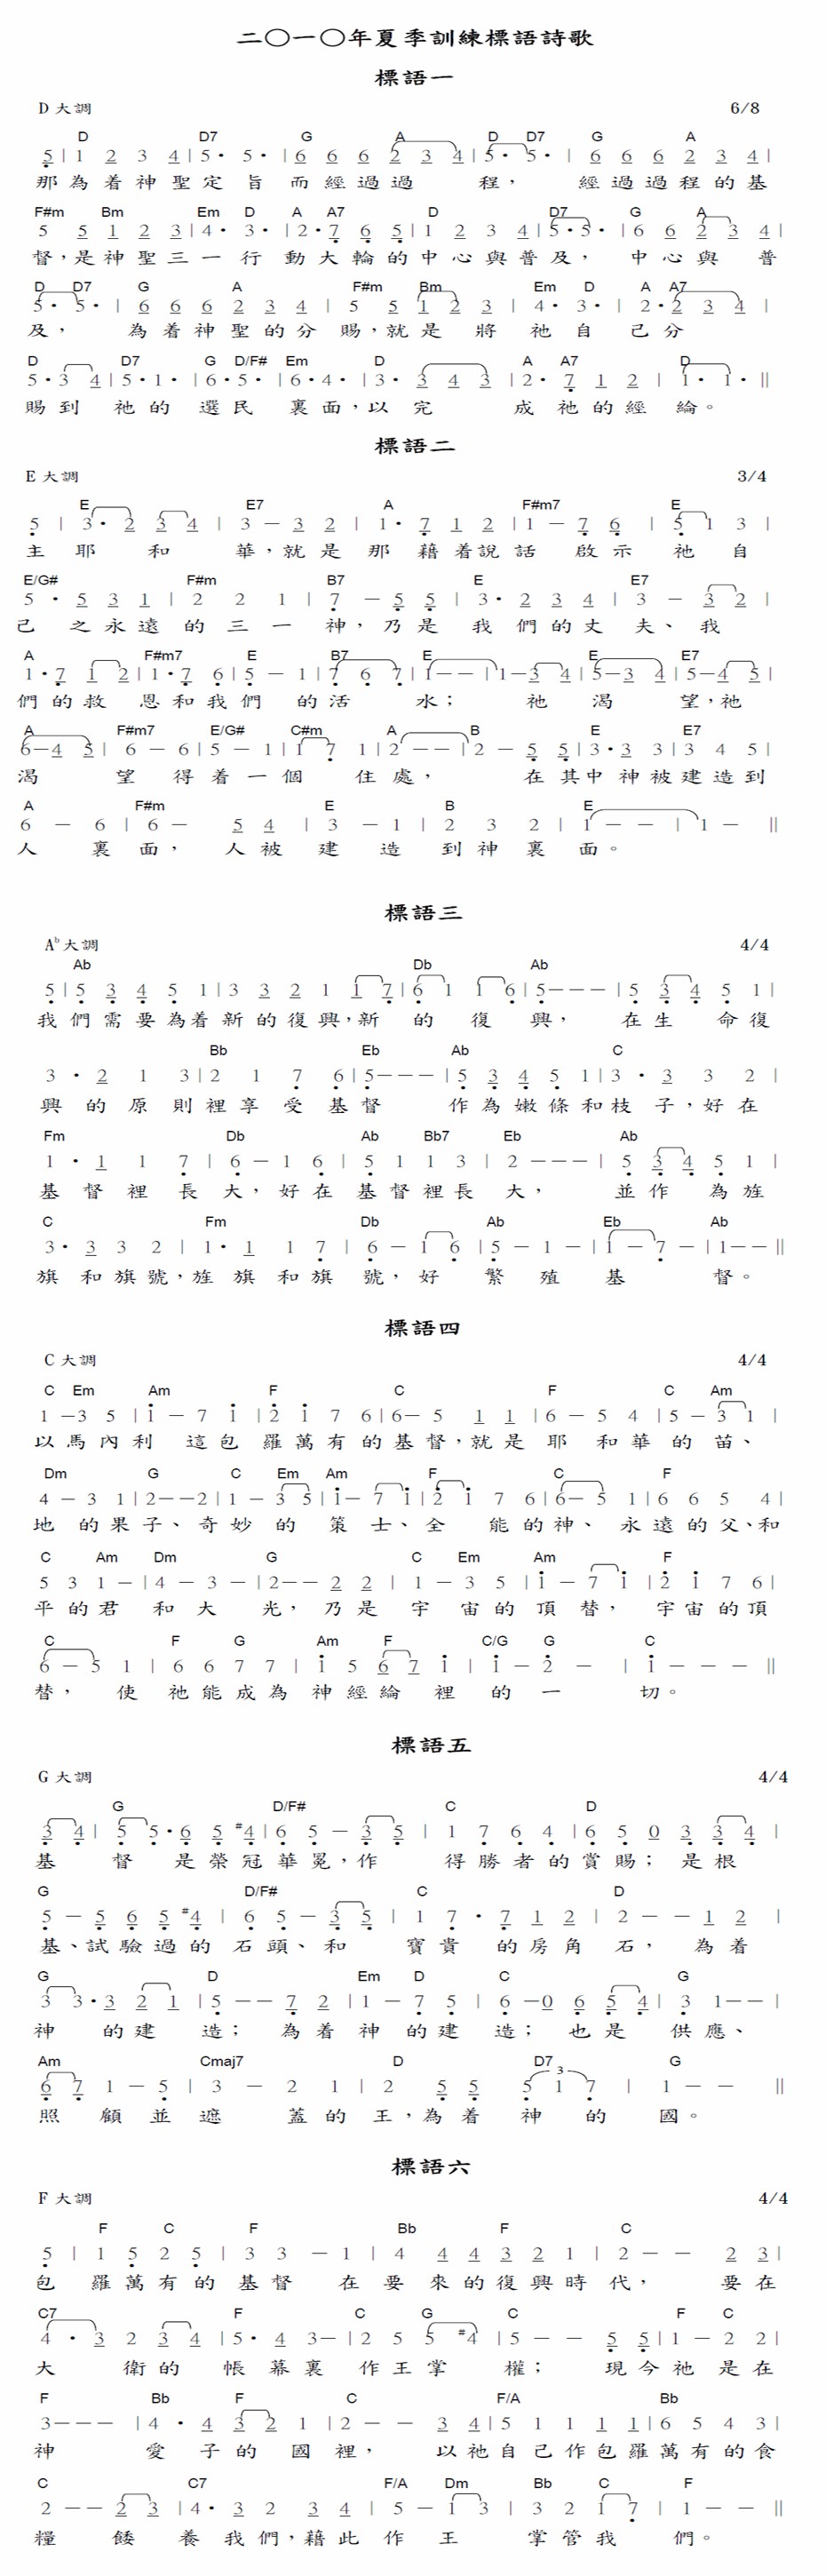 二〇一〇年夏季訓練標語詩歌
標語一
D 大調 6/8
D D7 G A D D7 G A
5 | 1 2 3 4 | 5· 5· | 6 6 6 2 3 4 | 5· 5· | 6 6 6 2 3 4 |
那為着神聖定旨而經過過程，經過過程的基
F#m Bm Em D A A7 D D7 G A
5 5 1 2 3 | 4· 3· | 2· 7 6 5 | 1 2 3 4 | 5· 5· | 6 6 2 3 4 |
督，是神聖三一行動大輪的中心與普及，中心與普
D D7 G A F#m Bm Em D A A7
5· 5· | 6 6 6 2 3 4 | 5 5 1 2 3 | 4· 3· | 2· 2 3 4 |
及，為着神聖的分賜，就是將祂自己分
D D7 G D/F# Em D A A7 D
5· 3 4 | 5· 1· | 6· 5· | 6· 4· | 3· 3 4 3 | 2· 7 1 2 | 1· 1· ||
賜到祂的選民裏面，以完成祂的經綸。
標語二
E 大調 3/4
E E7 A F#m7 E
5 | 3· 2 3 4 | 3 — 3 2 | 1· 7 1 2 | 1 — 7 6 | 5 1 3 |
主耶和華，就是那藉着說話啟示祂自
E/G# F#m B7 E E7
5 · 5 3 1 | 2 2 1 | 7 — 5 5 | 3· 2 3 4 | 3 — 3 2 |
己之永遠的三一神，乃是我們的丈夫、我
A F#m7 E B7 E E E7
1· 7 1 2 | 1· 7 6 | 5 — 1 | 7 6 7 | 1 — — | 1 — 3 4 | 5 — 3 4 | 5 — 4 5 |
們的救恩和我們的活水；祂渴望，祂
A F#m7 E/G# C#m A B E E7
6 — 4 5 | 6 — 6 | 5 — 1 | 1 7 1 | 2 — — | 2 — 5 5 | 3· 3 3 | 3 4 5 |
渴望得着一個住處，在其中神被建造到
A F#m E B E
6 — 6 | 6 — 5 4 | 3 — 1 | 2 3 2 | 1 — — | 1 — ||
人裏面，人被建造到神裏面。
標語三
Ab大調 4/4
Ab Db Ab
5 | 5 3 4 5 1 | 3 3 2 1 1 7 | 6 1 1 6 | 5 — — — | 5 3 4 5 1 |
我們需要為着新的復興，新的復興，在生命復
Bb Eb Ab C
3 · 2 1 3 | 2 1 7 6 | 5 — — — | 5 3 4 5 1 | 3 · 3 3 2 |
興的原則裡享受基督作為嫩條和枝子，好在
Fm Db Ab Bb7 Eb Ab
1 · 1 1 7 | 6 — 1 6 | 5 1 1 3 | 2 — — — | 5 3 4 5 1 |
基督裡長大，好在基督裡長大，並作為旌
C Fm Db Ab Eb Ab
3· 3 3 2 | 1· 1 1 7 | 6 — 1 6 | 5 — 1 — | 1 — 7 — | 1 — — ||
旗和旗號，旌旗和旗號，好繁殖基督。
標語四
C 大調 4/4
C Em Am F C F C Am
1 — 3 5 | 1 — 7 1 | 2 1 7 6 | 6 — 5 1 1 | 6 — 5 4 | 5 — 3 1 |
以馬內利這包羅萬有的基督，就是耶和華的苗、
Dm G C Em Am F C F
4 — 3 1 | 2 — — 2 | 1 — 3 5 | 1 — 7 1 | 2 1 7 6 | 6 — 5 1 | 6 6 5 4 |
地的果子、奇妙的策士、全能的神、永遠的父、和
C Am Dm G C Em Am F
5 3 1 — | 4 — 3 — | 2 — — 2 2 | 1 — 3 5 | 1 — 7 1 | 2 1 7 6 |
平的君和大光，乃是宇宙的頂替，宇宙的頂
C F G Am F C/G G C
6 — 5 1 | 6 6 7 7 | 1 5 6 7 1 | 1 — 2 — | 1 — — — ||
替，使祂能成為神經綸裡的一切。
標語五
G 大調 4/4
G D/F# C D
3 4 | 5 5· 6 5 #4 | 6 5 — 3 5 | 1 7 6 4 | 6 5 0 3 3 4 |
基督是榮冠華冕，作得勝者的賞賜；是根
G D/F# C D
5 — 5 6 5 #4 | 6 5 — 3 5 | 1 7 · 7 1 2 | 2 — — 1 2 |
基、試驗過的石頭、和寶貴的房角石，為着
G D Em D C G
3 3· 3 2 1 | 5 — — 7 2 | 1 — 7 5 | 6 — 0 6 5 4 | 3 1 — — |
神的建造；為着神的建造；也是供應、
Am Cmaj7 D D7 G
6 7 1 — 5 | 3 — 2 1 | 2 5 5 5 1 7 | 1 — — ||
3
照顧並遮蓋的王，為着神的國。
標語六
F 大調 4/4
F C F Bb F C
5 | 1 5 2 5 | 3 3 — 1 | 4 4 4 3 2 1 | 2 — — 2 3 |
包羅萬有的基督在要來的復興時代，要在
C7 F C G C F C
4 · 3 2 3 4 | 5· 4 3 — | 2 5 5 #4 | 5 — — 5 5 | 1 — 2 2 |
大衛的帳幕裏作王掌權；現今祂是在
F Bb F C F/A Bb
3 — — — | 4 · 4 3 2 1 | 2 — — 3 4 | 5 1 1 1 1 | 6 5 4 3 |
神愛子的國裡，以祂自己作包羅萬有的食
C C7 F/A Dm Bb C F
2 — — 2 3 | 4· 3 2 3 4 | 5 — 1 3 | 3 2 1 7 | 1 — — ||
糧餧養我們，藉此作王掌管我們。